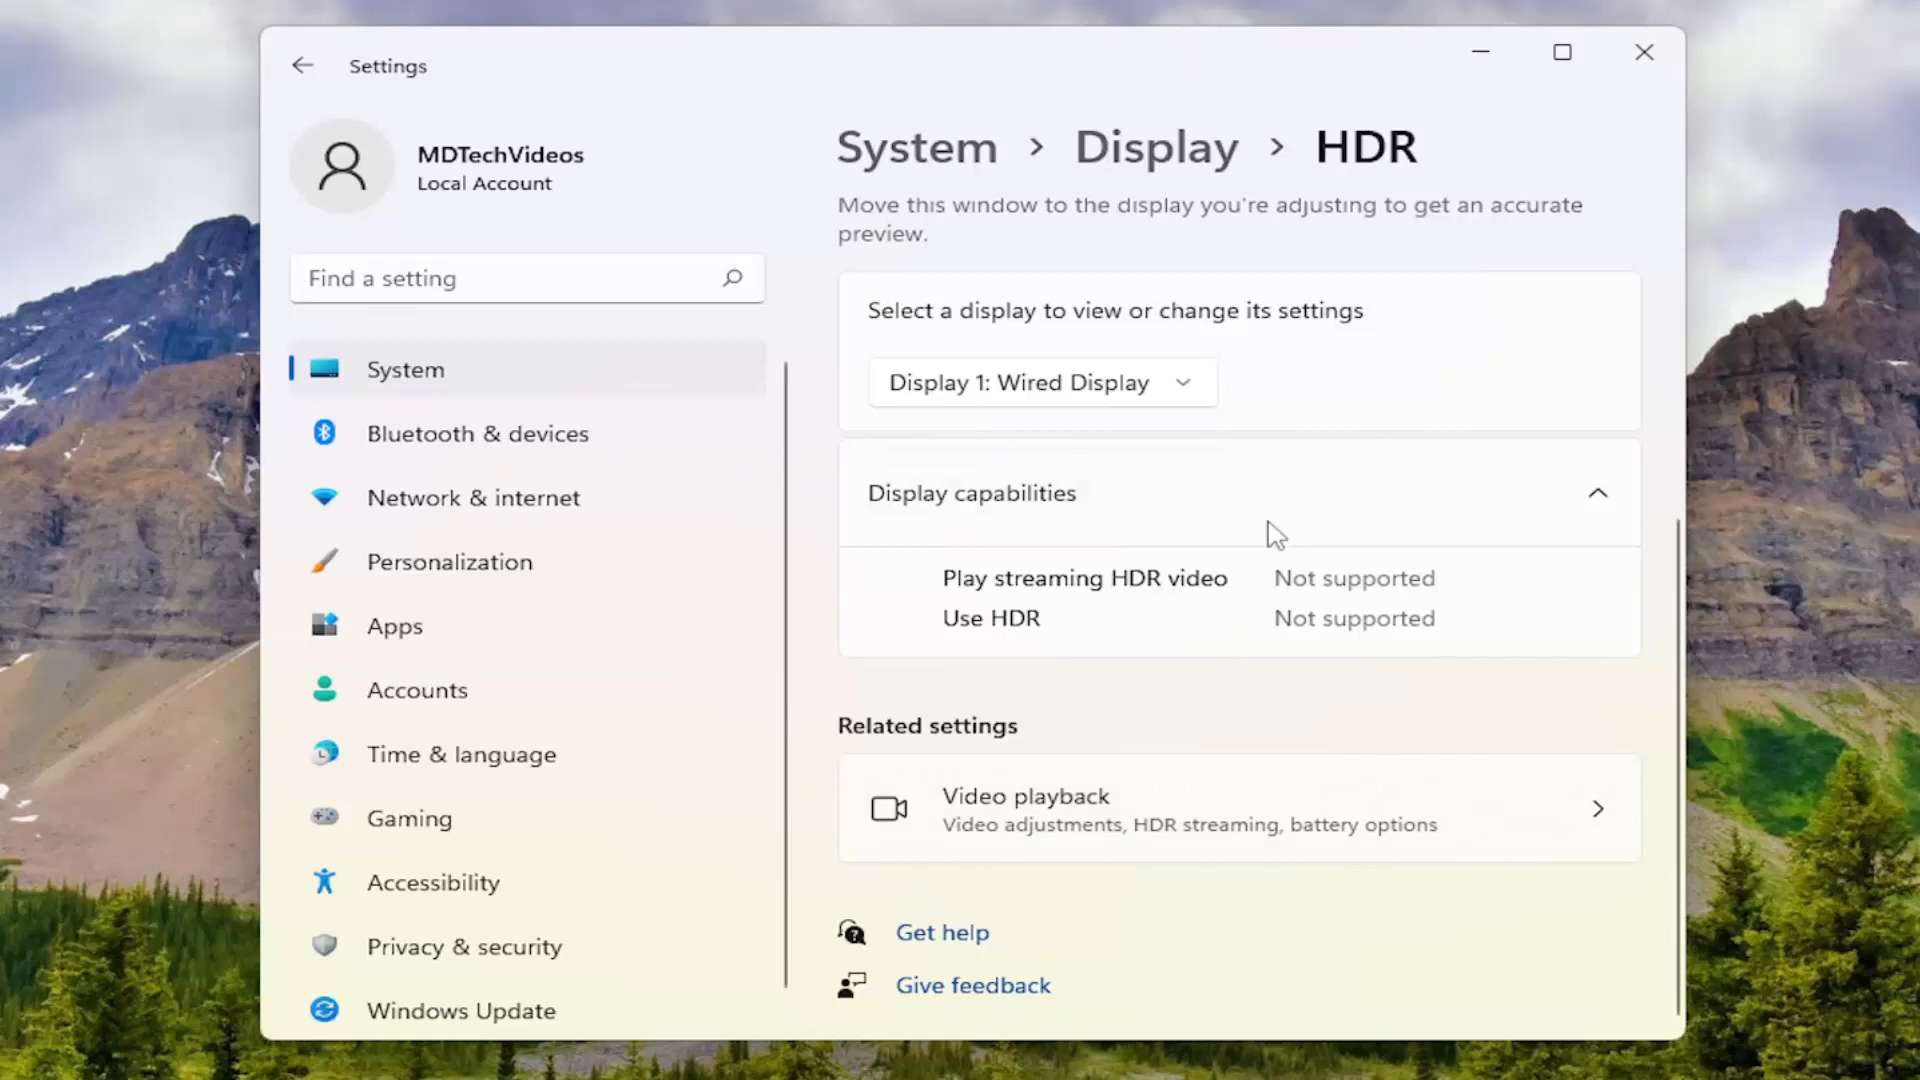 Settings
MDTechVideos
Local Account
Find a setting
System
Bluetooth & devices
Network & internet
Personalization
Apps
Accounts
Time & language
Gaming
Accessibility
Privacy & security
Windows Update
System > Display > HDR
Move this window to the display you're adjusting to get an accurate
preview.
Select a display to view or change its settings
Display 1: Wired Display
Display capabilities
Play streaming HDR video Not supported
Use HDR Not supported
Related settings
Video playback
Video adjustments, HDR streaming, battery options
Get help
Give feedback